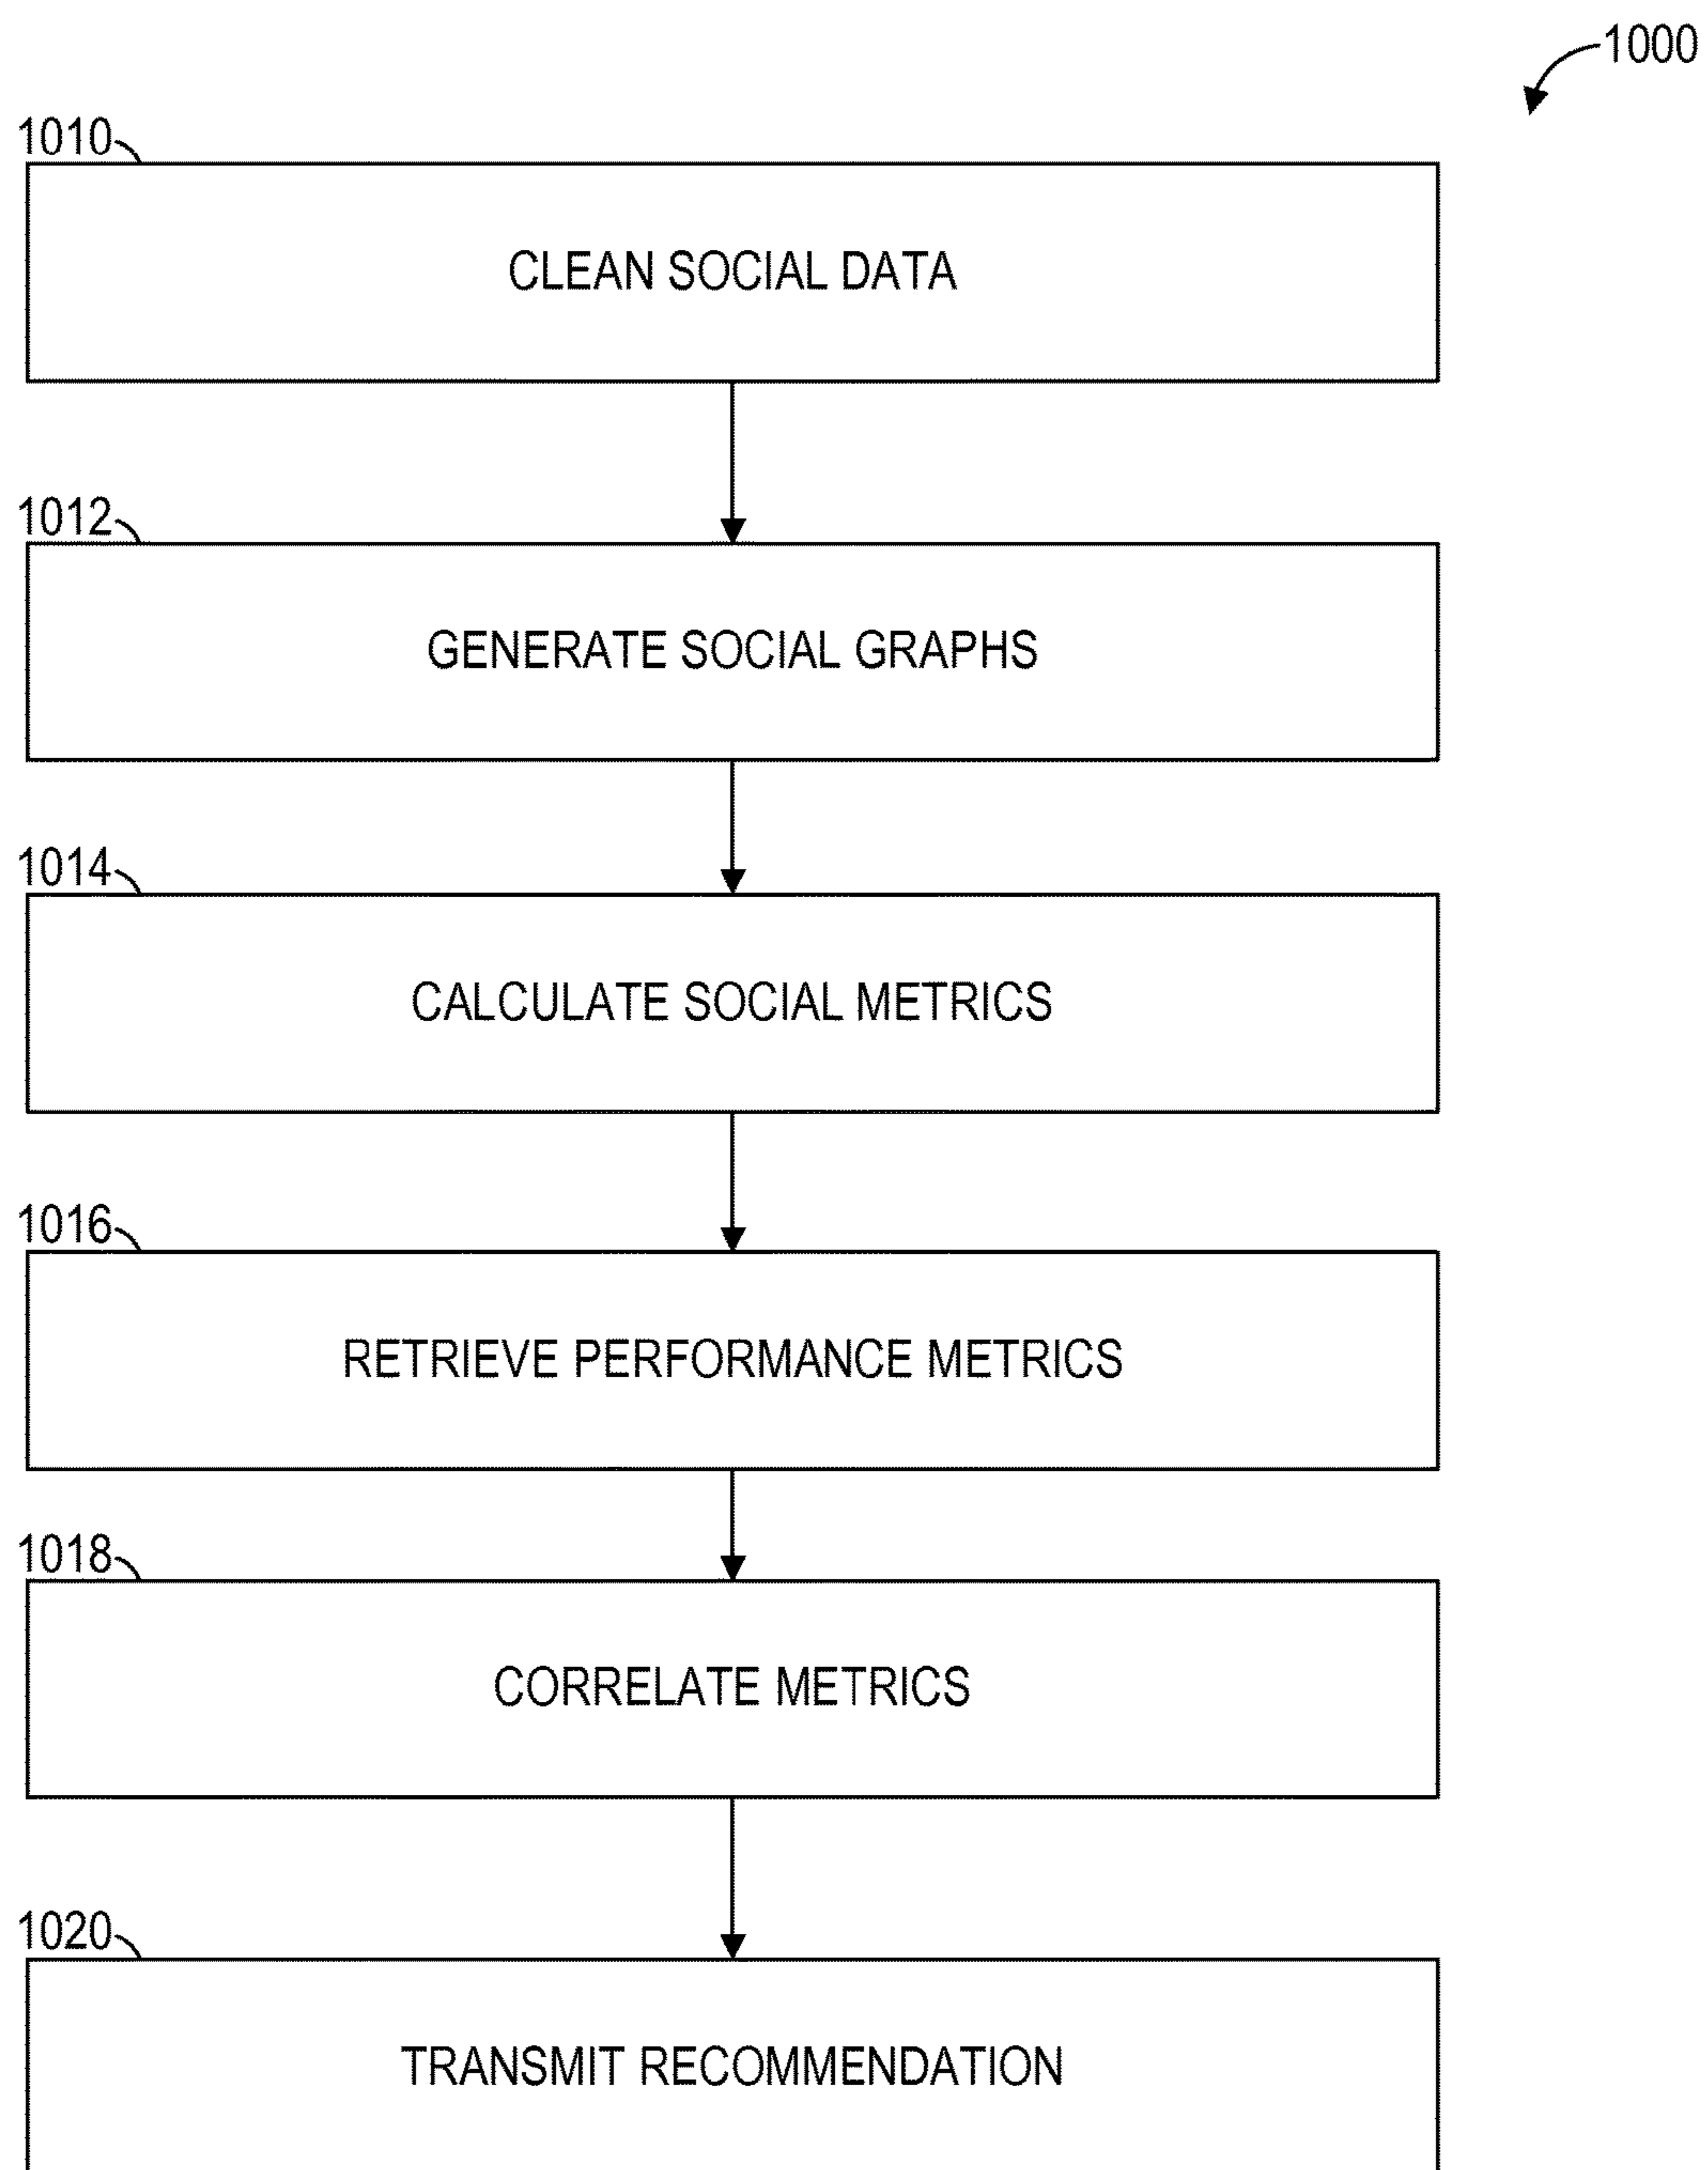 1000
1010
CLEAN SOCIAL DATA
1012
GENERATE SOCIAL GRAPHS
1014
CALCULATE SOCIAL METRICS
1016
RETRIEVE PERFORMANCE METRICS
1018
CORRELATE METRICS
1020
TRANSMIT RECOMMENDATION